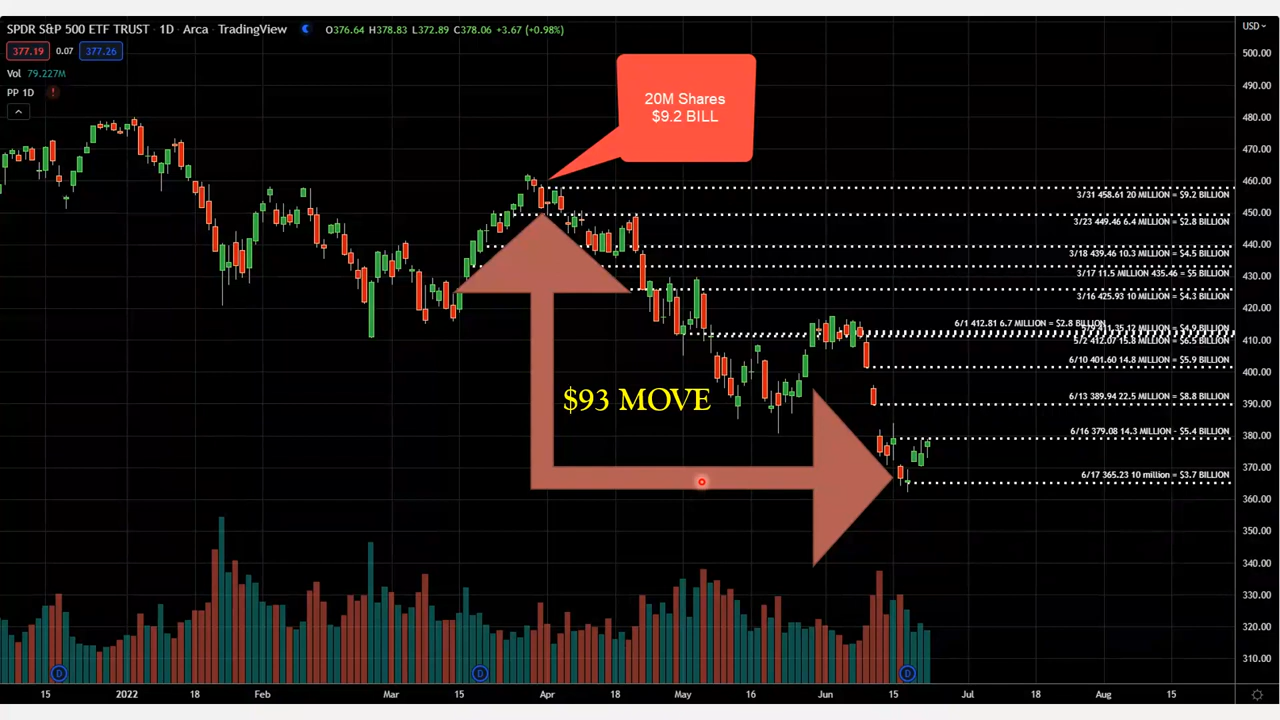 SPDR S&P 500 ETF TRUST · 1D · Arca · TradingView O376.64 H378.83 L372.89 C378.06 +3.67 (+0.98%)
USD
377.19 0.07 377.26
Vol 79.227M
PP 1D !
20M Shares
$9.2 BILL
500.00
490.00
480.00
470.00
460.00
450.00
440.00
430.00
420.00
410.00
400.00
390.00
380.00
370.00
360.00
350.00
340.00
330.00
320.00
310.00
3/31 458.61 20 MILLION = $9.2 BILLION
3/23 449.46 6.4 MILLION = $2.8 BILLION
3/18 439.46 10.3 MILLION = $4.5 BILLION
3/17 11.5 MILLION 435.46 = $5 BILLION
3/16 425.93 10 MILLION = $4.3 BILLION
6/1 412.81 6.7 MILLION = $2.8 BILLION
MILLION = $4.9 BILLION
5/2 412.07 15.8 MILLION = $6.5 BILLION
6/10 401.60 14.8 MILLION = $5.9 BILLION
6/13 389.94 22.5 MILLION = $8.8 BILLION
6/16 379.08 14.3 MILLION - $5.4 BILLION
6/17 365.23 10 million = $3.7 BILLION
$93 MOVE
D D D
15 2022 18 Feb Mar 15 Apr 18 May 16 Jun 15 Jul 18 Aug 15